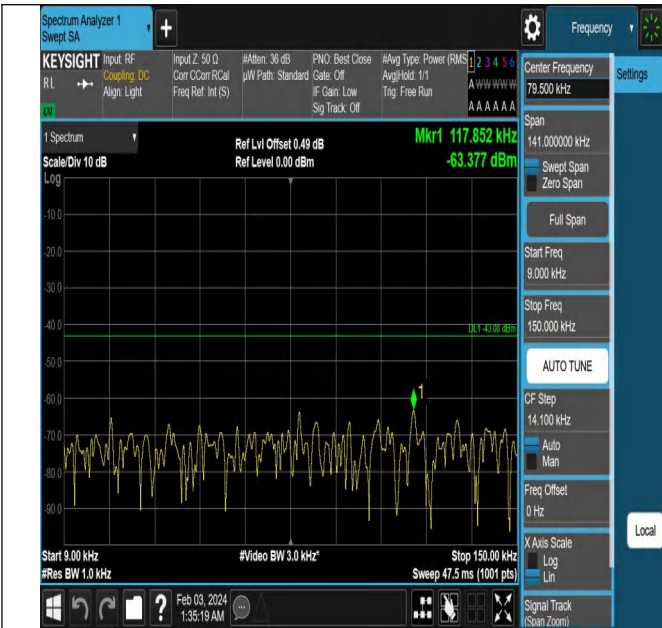 Spectrum Analyzer 1
Swept SA
Frequency
KEYSIGHT
RL
LXI
Input: RF
Coupling: DC
Align: Light
Input Z: 50 Ω
Corr CCorr RCal
Freq Ref: Int (S)
#Atten: 36 dB
µW Path: Standard
PNO: Best Close
Gate: Off
IF Gain: Low
Sig Track: Off
#Avg Type: Power (RMS
Avg|Hold: 1/1
Trig: Free Run
1 2 3 4 5 6
A W W W W W
A A A A A A
1 Spectrum
Scale/Div 10 dB
Log
Ref Lvl Offset 0.49 dB
Ref Level 0.00 dBm
Mkr1 117.852 kHz
-63.377 dBm
-10.0
-20.0
-30.0
-40.0
DL1 -43.00 dBm
-50.0
-60.0
1
-70.0
-80.0
-90.0
Start 9.00 kHz
#Res BW 1.0 kHz
#Video BW 3.0 kHz*
Stop 150.00 kHz
Sweep 47.5 ms (1001 pts)
Feb 03, 2024
1:35:19 AM
?
Center Frequency
79.500 kHz
Settings
Span
141.000000 kHz
Swept Span
Zero Span
Full Span
Start Freq
9.000 kHz
Stop Freq
150.000 kHz
AUTO TUNE
CF Step
14.100 kHz
Auto
Man
Freq Offset
0 Hz
Local
X Axis Scale
Log
Lin
Signal Track
(Span Zoom)